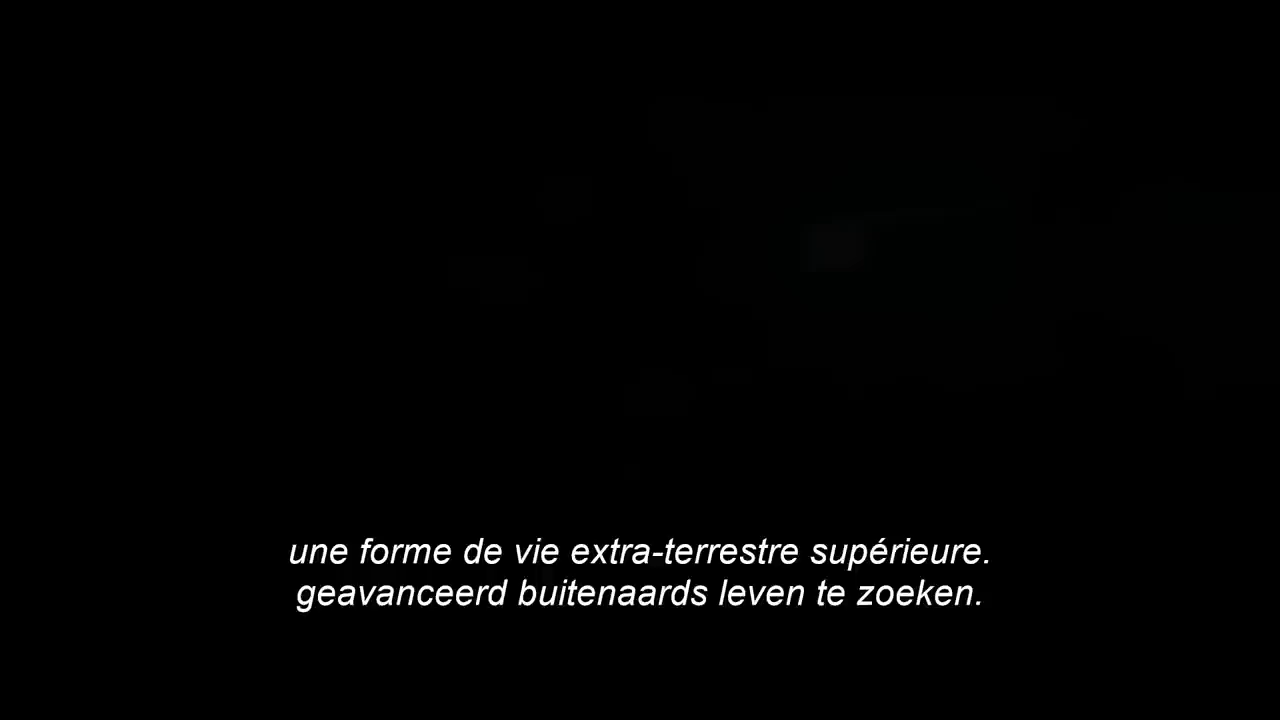 une forme de vie extra-terrestre supérieure.
geavanceerd buitenaards leven te zoeken.